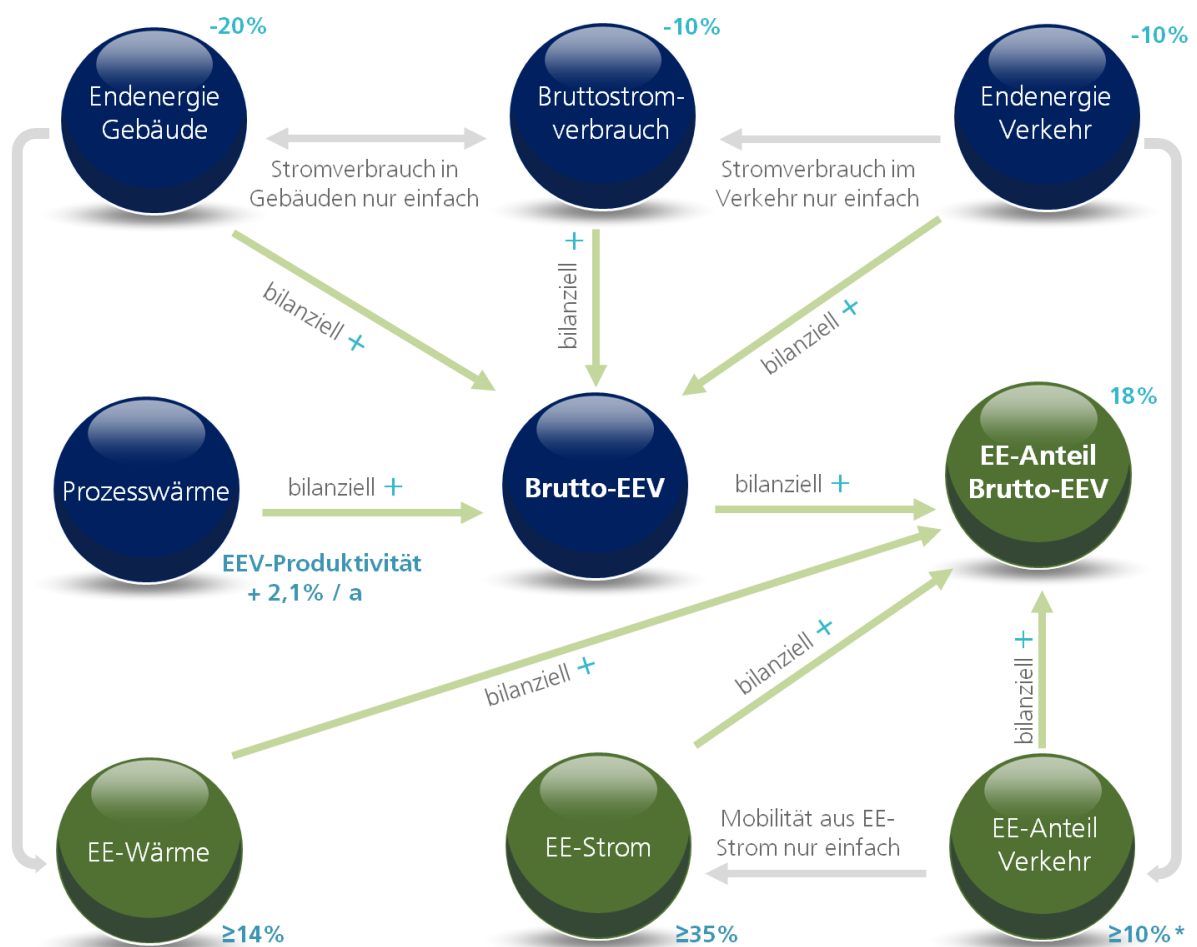 -20%
-10%
-10%
Endenergie
Gebäude
Bruttostrom-
verbrauch
Endenergie
Verkehr
Stromverbrauch in
Gebäuden nur einfach
Stromverbrauch im
Verkehr nur einfach
bilanziell +
bilanziell +
bilanziell +
18%
Prozesswärme
bilanziell +
Brutto-EEV
bilanziell +
EE-Anteil
Brutto-EEV
EEV-Produktivität
+ 2,1% / a
bilanziell +
bilanziell +
bilanziell +
EE-Wärme
EE-Strom
Mobilität aus EE-
Strom nur einfach
EE-Anteil
Verkehr
≥14%
≥35%
≥10%*